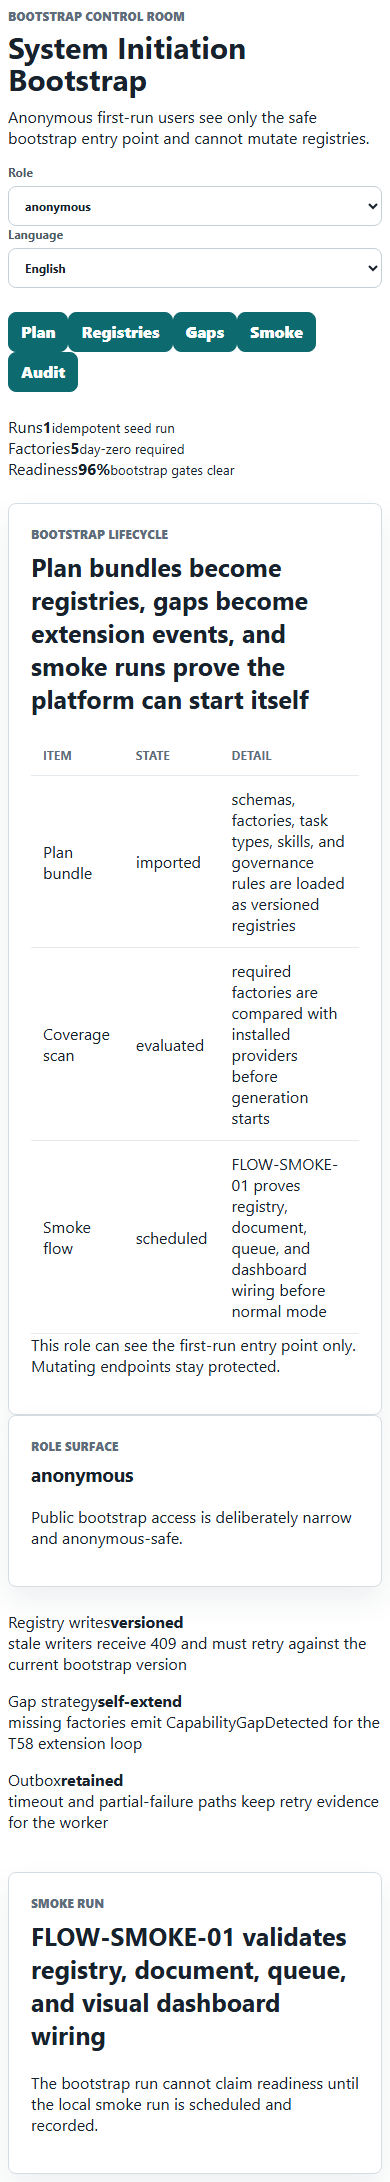 BOOTSTRAP CONTROL ROOM
System Initiation
Bootstrap
Anonymous first-run users see only the safe
bootstrap entry point and cannot mutate registries.
Role
anonymous
Language
English
Plan Registries Gaps Smoke
Audit
Runs1idempotent seed run
Factories5day-zero required
Readiness96%bootstrap gates clear
BOOTSTRAP LIFECYCLE
Plan bundles become
registries, gaps become
extension events, and
smoke runs prove the
platform can start itself
ITEM STATE DETAIL
Plan
bundle
imported
schemas,
factories, task
types, skills, and
governance
rules are loaded
as versioned
registries
Coverage
scan
evaluated
required
factories are
compared with
installed
providers
before
generation
starts
Smoke
flow
scheduled
FLOW-SMOKE-
01 proves
registry,
document,
queue, and
dashboard
wiring before
normal mode
This role can see the first-run entry point only.
Mutating endpoints stay protected.
ROLE SURFACE
anonymous
Public bootstrap access is deliberately narrow
and anonymous-safe.
Registry writesversioned
stale writers receive 409 and must retry against the
current bootstrap version
Gap strategyself-extend
missing factories emit CapabilityGapDetected for the
T58 extension loop
Outboxretained
timeout and partial-failure paths keep retry evidence
for the worker
SMOKE RUN
FLOW-SMOKE-01 validates
registry, document, queue,
and visual dashboard
wiring
The bootstrap run cannot claim readiness until
the local smoke run is scheduled and
recorded.